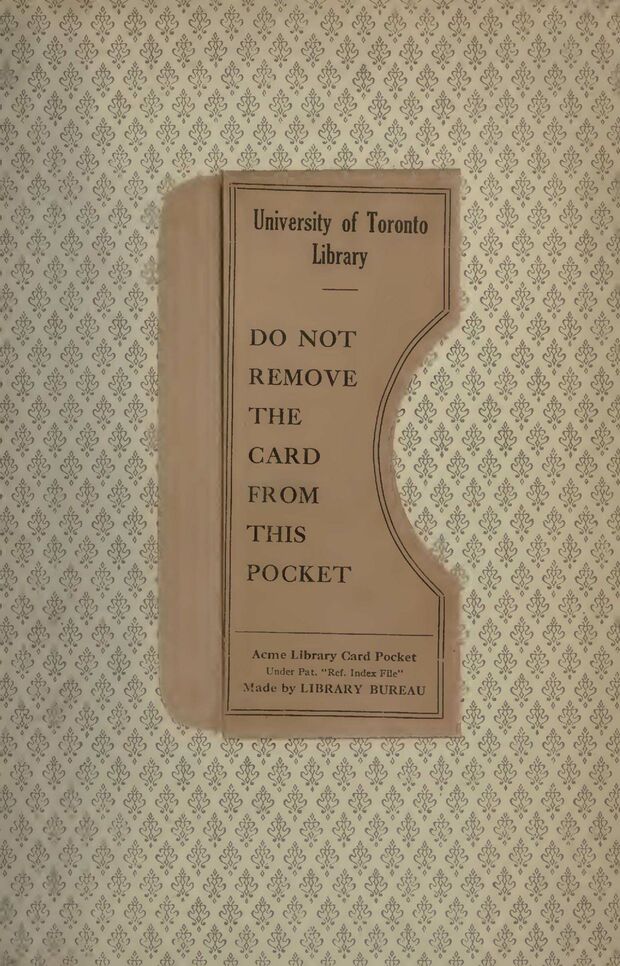 University of Toronto
Library
DO NOT
REMOVE
THE
CARD
FROM
THIS
POCKET
Acme Library Card Pocket
Under Pat. "Ref. Index File"
Made by LIBRARY BUREAU